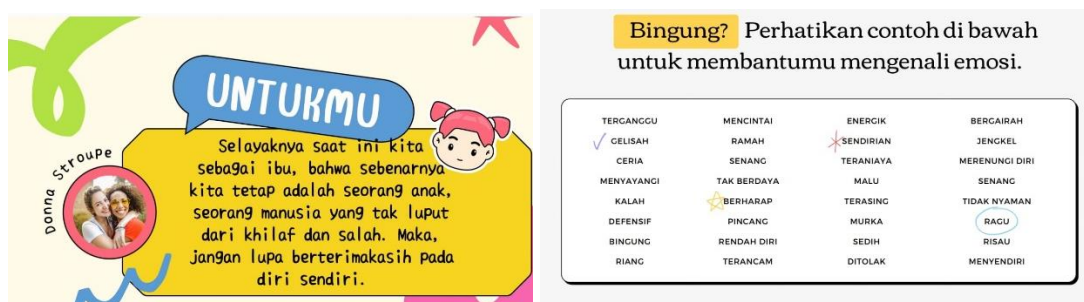 UNTUKMU
Donna Stroupe
Selayaknya saat ini kita
sebagai ibu, bahwa sebenarnya
kita tetap adalah seorang anak,
seorang manusia yang tak luput
dari khilaf dan salah. Maka,
jangan lupa berterimakasih pada
diri sendiri.
Bingung? Perhatikan contoh di bawah
untuk membantumu mengenali emosi.
TERGANGGU MENCINTAI ENERGIK BERGAIRAH
GELISAH RAMAH SENDIRIAN JENGKEL
CERIA SENANG TERANIAYA MERENUNGI DIRI
MENYAYANGI TAK BERDAYA MALU SENANG
KALAH BERHARAP TERASING TIDAK NYAMAN
DEFENSIF PINCANG MURKA RAGU
BINGUNG RENDAH DIRI SEDIH RISAU
RIANG TERANCAM DITOLAK MENYENDIRI